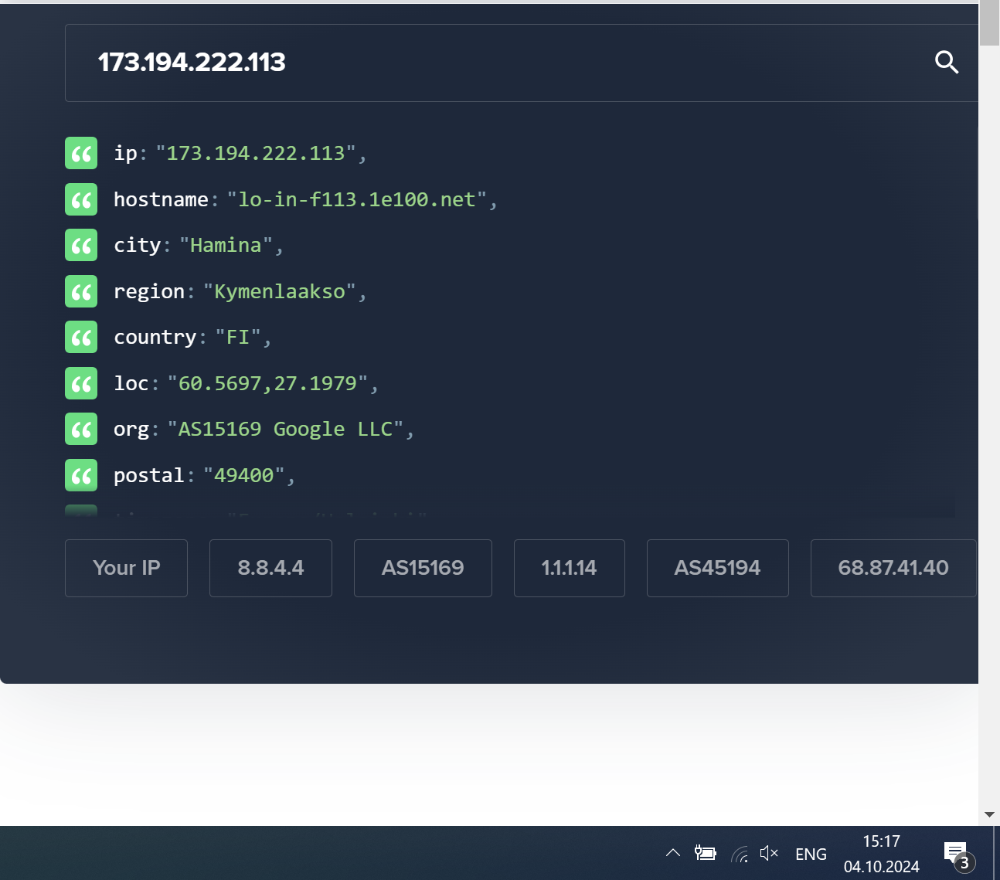 173.194.222.113
ip: "173.194.222.113",
hostname: "lo-in-f113.1e100.net",
city: "Hamina",
region: "Kymenlaakso",
country: "FI",
loc: "60.5697,27.1979",
org: "AS15169 Google LLC",
postal: "49400",
Your IP 8.8.4.4 AS15169 1.1.1.14 AS45194 68.87.41.40
ENG 15:17
04.10.2024 3